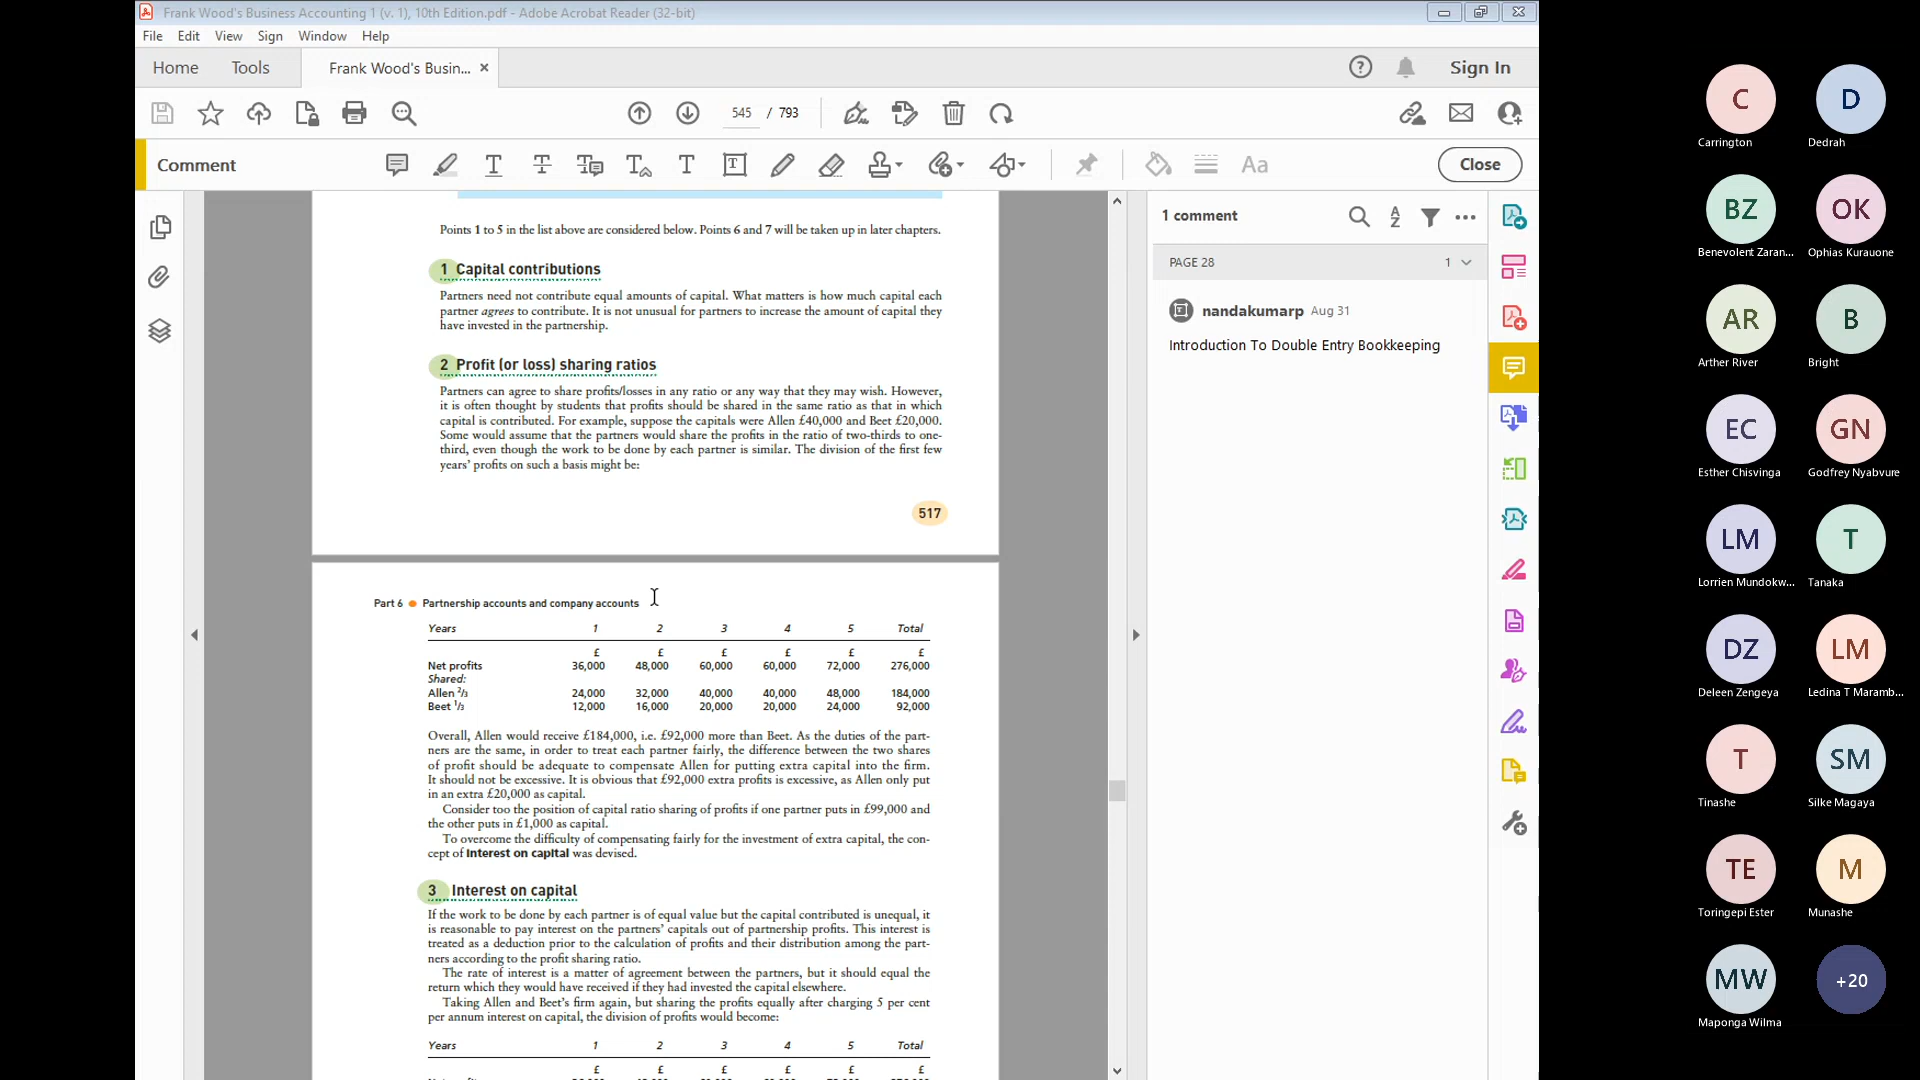 Frank Wood's Business Accounting 1 (v. 1), 10th Edition.pdf - Adobe Acrobat Reader (32-bit)
File Edit View Sign Window Help
Home Tools Frank Wood's Busin... × Sign In
545 / 793
Comment Close
Points 1 to 5 in the list above are considered below. Points 6 and 7 will be taken up in later chapters.
1 Capital contributions
Partners need not contribute equal amounts of capital. What matters is how much capital each
partner agrees to contribute. It is not unusual for partners to increase the amount of capital they
have invested in the partnership.
2 Profit (or loss) sharing ratios
Partners can agree to share profits/losses in any ratio or any way that they may wish. However,
it is often thought by students that profits should be shared in the same ratio as that in which
capital is contributed. For example, suppose the capitals were Allen £40,000 and Beet £20,000.
Some would assume that the partners would share the profits in the ratio of two-thirds to one-
third, even though the work to be done by each partner is similar. The division of the first few
years' profits on such a basis might be:
517
Part 6 ● Partnership accounts and company accounts
Years 1 2 3 4 5 Total
£ £ £ £ £ £
Net profits 36,000 48,000 60,000 60,000 72,000 276,000
Shared:
Allen 2/3 24,000 32,000 40,000 40,000 48,000 184,000
Beet 1/3 12,000 16,000 20,000 20,000 24,000 92,000
Overall, Allen would receive £184,000, i.e. £92,000 more than Beet. As the duties of the part-
ners are the same, in order to treat each partner fairly, the difference between the two shares
of profit should be adequate to compensate Allen for putting extra capital into the firm.
It should not be excessive. It is obvious that £92,000 extra profits is excessive, as Allen only put
in an extra £20,000 as capital.
Consider too the position of capital ratio sharing of profits if one partner puts in £99,000 and
the other puts in £1,000 as capital.
To overcome the difficulty of compensating fairly for the investment of extra capital, the con-
cept of interest on capital was devised.
3 Interest on capital
If the work to be done by each partner is of equal value but the capital contributed is unequal, it
is reasonable to pay interest on the partners' capitals out of partnership profits. This interest is
treated as a deduction prior to the calculation of profits and their distribution among the part-
ners according to the profit sharing ratio.
The rate of interest is a matter of agreement between the partners, but it should equal the
return which they would have received if they had invested the capital elsewhere.
Taking Allen and Beet's firm again, but sharing the profits equally after charging 5 per cent
per annum interest on capital, the division of profits would become:
Years 1 2 3 4 5 Total
£ £ £ £ £ £
1 comment
PAGE 28 1
nandakumarp Aug 31
Introduction To Double Entry Bookkeeping
C D
Carrington Dedrah
BZ OK
Benevolent Zaran... Ophias Kurauone
AR B
Arther River Bright
EC GN
Esther Chisvinga Godfrey Nyabvure
LM T
Lorrien Mundokw... Tanaka
DZ LM
Deleen Zengeya Ledina T Maramb...
T SM
Tinashe Silke Magaya
TE M
Toringepi Ester Munashe
MW +20
Maponga Wilma